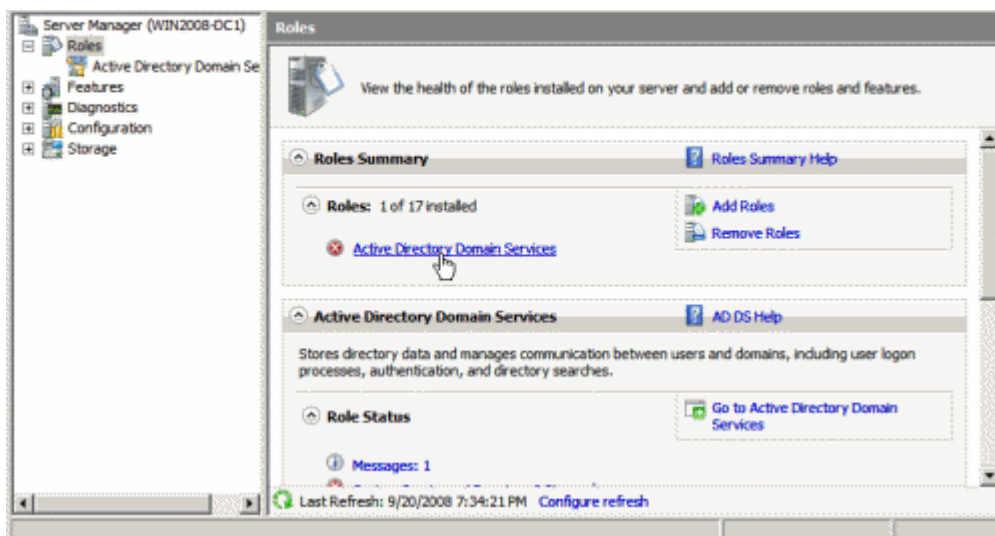 Server Manager (WIN2008-DC1)
Roles
Active Directory Domain Se
Features
Diagnostics
Configuration
Storage
Roles
View the health of the roles installed on your server and add or remove roles and features.
Roles Summary
Roles Summary Help
Roles: 1 of 17 installed
Add Roles
Remove Roles
Active Directory Domain Services
Active Directory Domain Services
AD DS Help
Stores directory data and manages communication between users and domains, including user logon
processes, authentication, and directory searches.
Role Status
Go to Active Directory Domain
Services
Messages: 1
Last Refresh: 9/20/2008 7:34:21 PM Configure refresh